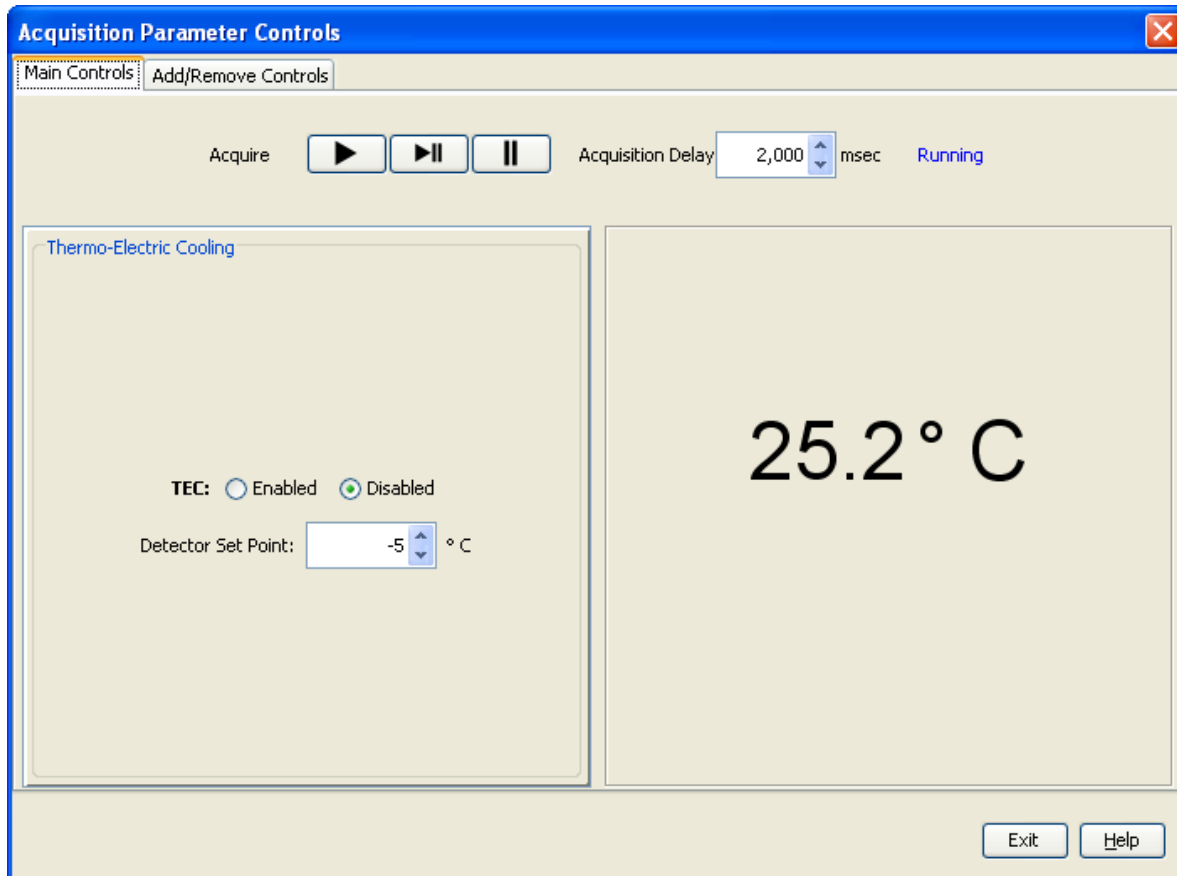 Acquisition Parameter Controls
Main Controls Add/Remove Controls
Acquire Acquisition Delay 2,000 msec Running
Thermo-Electric Cooling
25.2° C
TEC: Enabled Disabled
Detector Set Point: -5 ° C
Exit Help